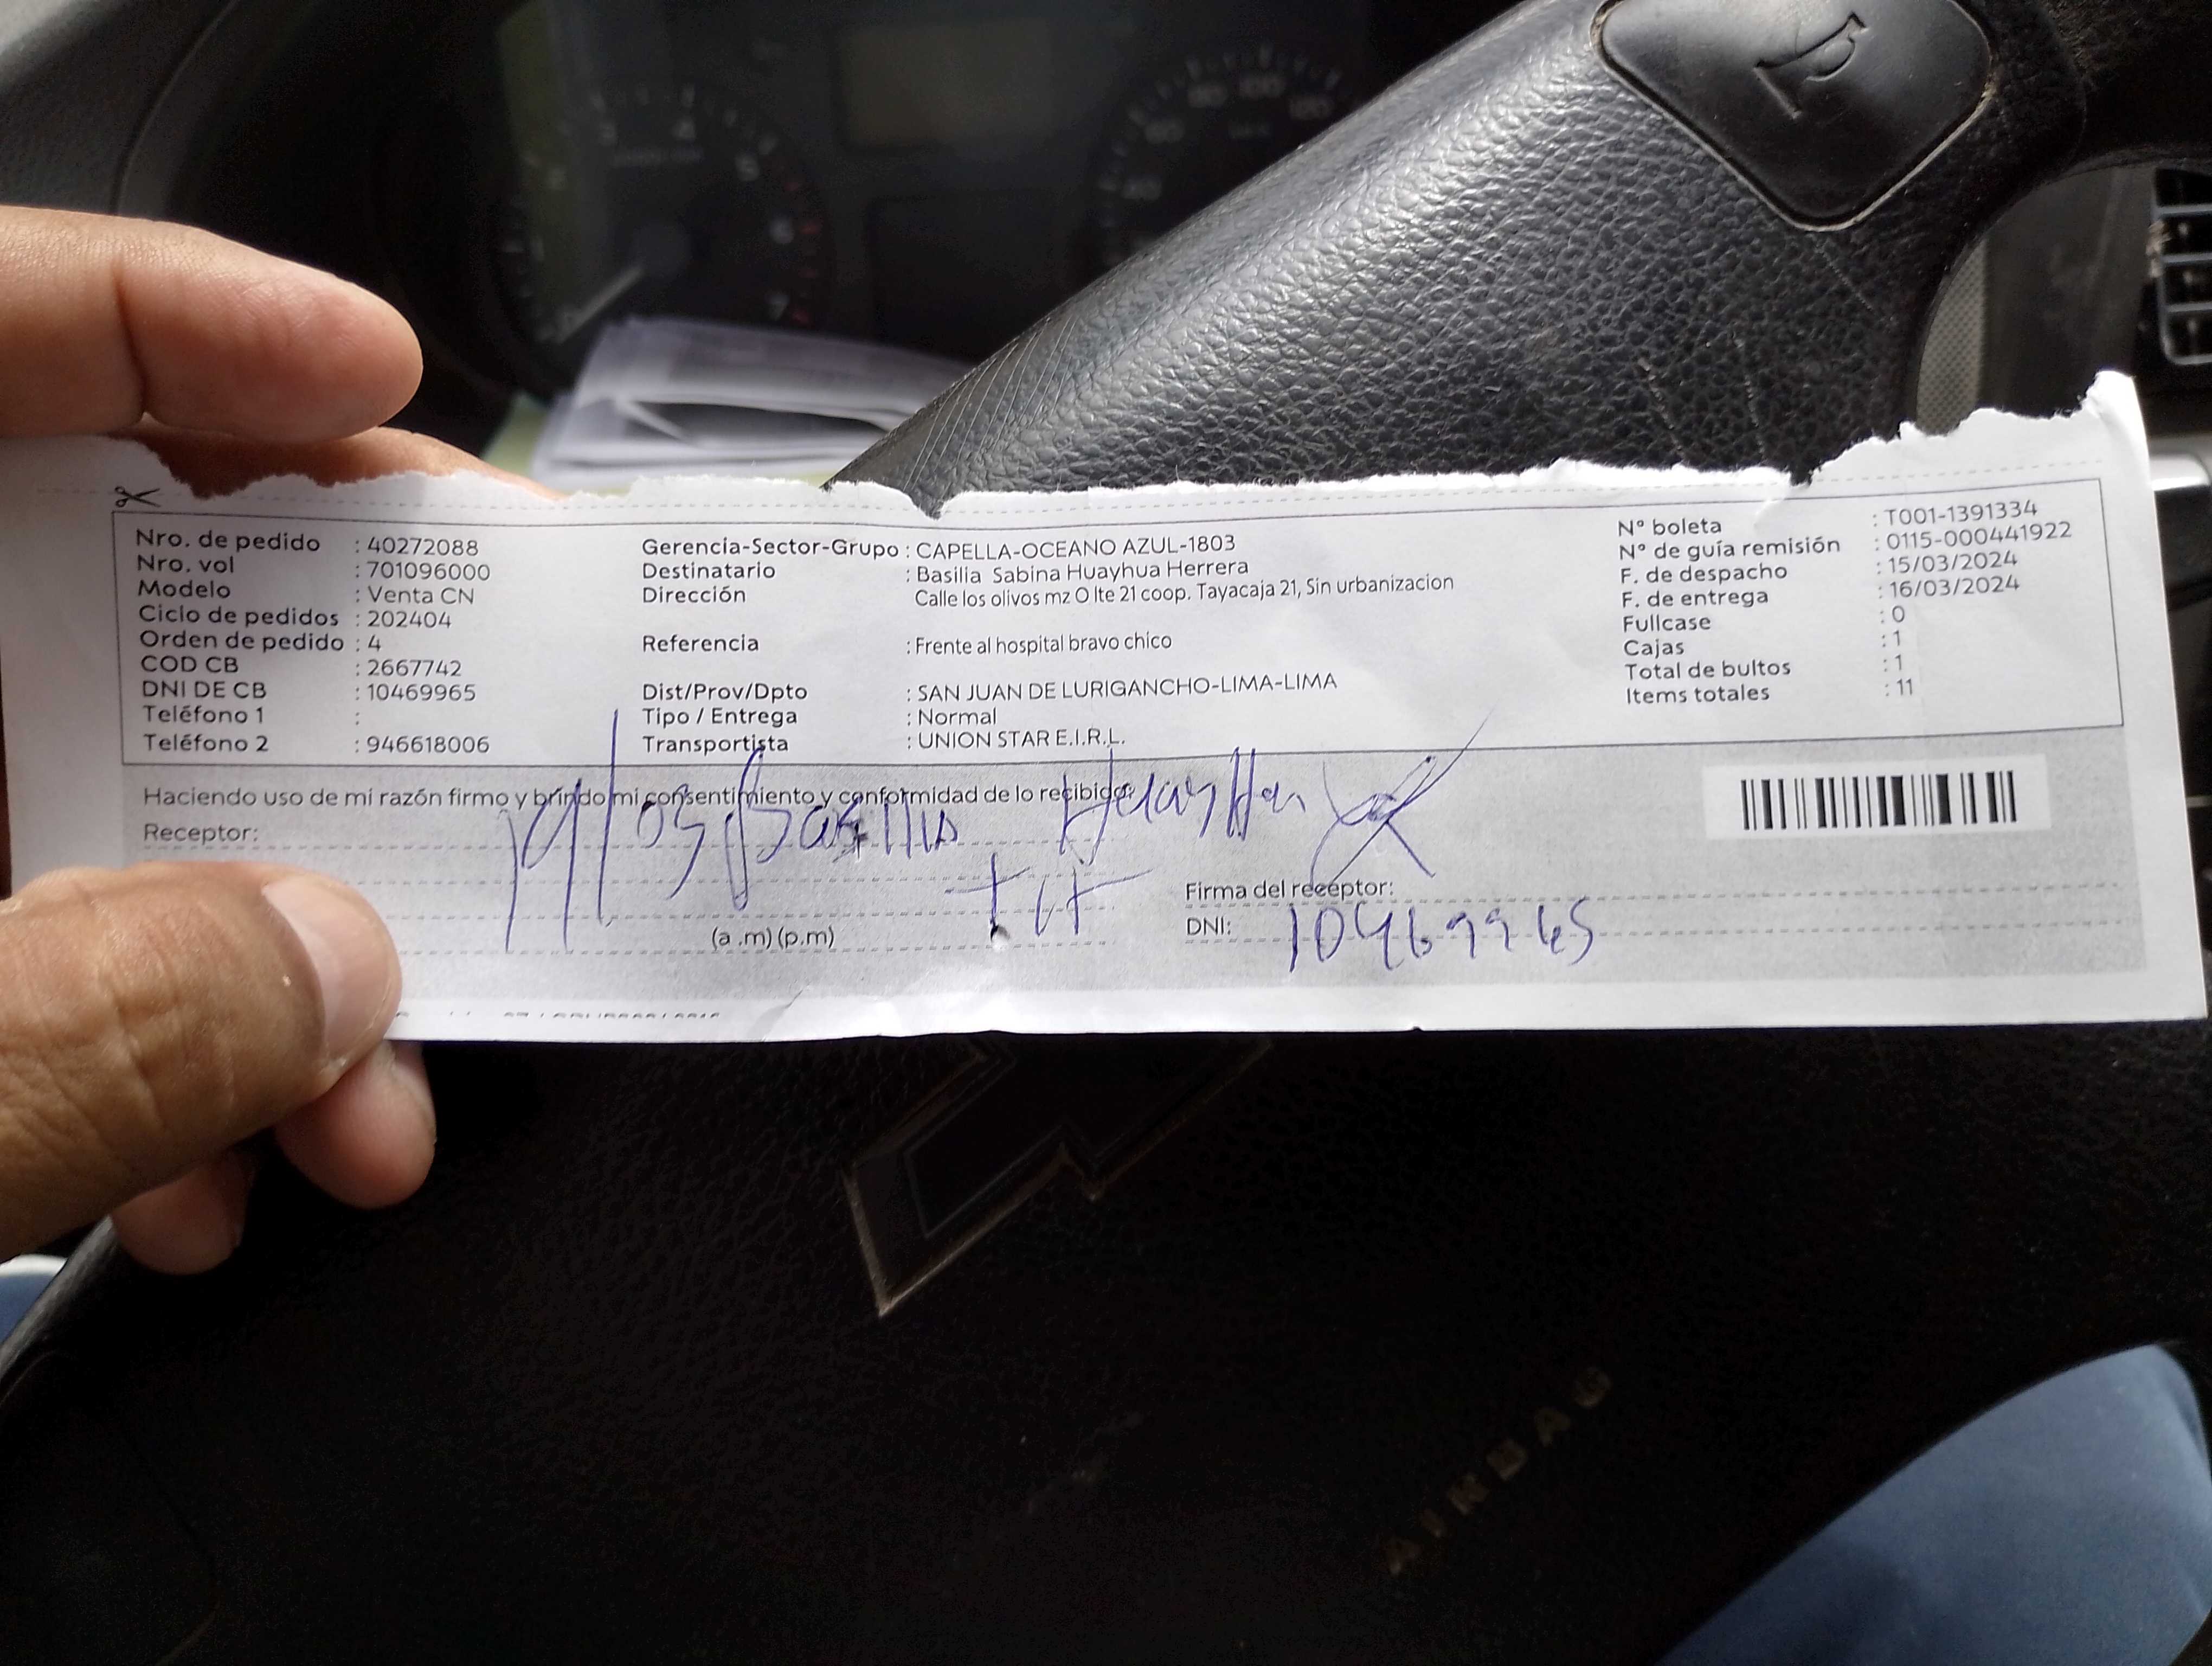 Nro. de pedido : 40272088
Nro. vol : 701096000
Modelo : Venta CN
Ciclo de pedidos : 202404
Orden de pedido : 4
COD CB : 2667742
DNI DE CB : 10469965
Teléfono 1 :
Teléfono 2 : 946618006
Gerencia-Sector-Grupo : CAPELLA-OCEANO AZUL-1803
Destinatario : Basilia Sabina Huayhua Herrera
Dirección Calle los olivos mz O lte 21 coop. Tayacaja 21, Sin urbanizacion
Referencia : Frente al hospital bravo chico
Dist/Prov/Dpto : SAN JUAN DE LURIGANCHO-LIMA-LIMA
Tipo / Entrega : Normal
Transportista : UNION STAR E.I.R.L.
N° boleta : T001-1391334
N° de guía remisión : 0115-000441922
F. de despacho : 15/03/2024
F. de entrega : 16/03/2024
Fullcase : 0
Cajas : 1
Total de bultos : 1
Items totales : 11
Haciendo uso de mi razón firmo y brindo mi consentimiento y conformidad de lo recibido:
Receptor:
(a .m) (p.m)
Firma del receptor:
DNI: 10469965
AIRBAG